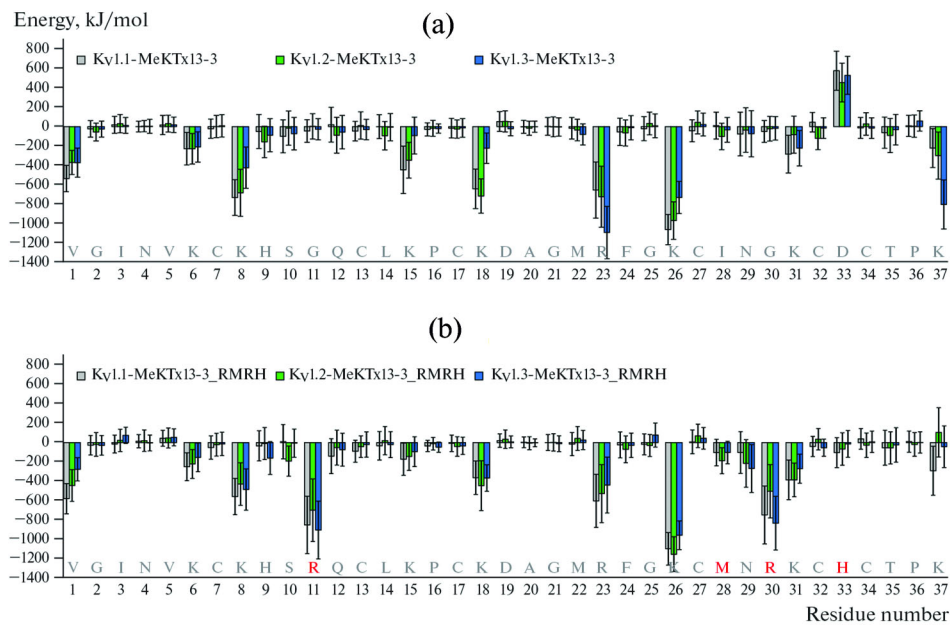 Energy, kJ/mol
(a)
Kv1.1-MeKTx13-3 Kv1.2-MeKTx13-3 Kv1.3-MeKTx13-3
800
600
400
200
0
−200
−400
−600
−800
−1000
−1200
−1400
V G I N V K C K H S G Q C L K P C K D A G M R F G K C I N G K C D C T P K
1 2 3 4 5 6 7 8 9 10 11 12 13 14 15 16 17 18 19 20 21 22 23 24 25 26 27 28 29 30 31 32 33 34 35 36 37
(b)
Kv1.1-MeKTx13-3_RMRH Kv1.2-MeKTx13-3_RMRH Kv1.3-MeKTx13-3_RMRH
800
600
400
200
0
−200
−400
−600
−800
−1000
−1200
−1400
V G I N V K C K H S R Q C L K P C K D A G M R F G K C M N R K C H C T P K
1 2 3 4 5 6 7 8 9 10 11 12 13 14 15 16 17 18 19 20 21 22 23 24 25 26 27 28 29 30 31 32 33 34 35 36 37
Residue number